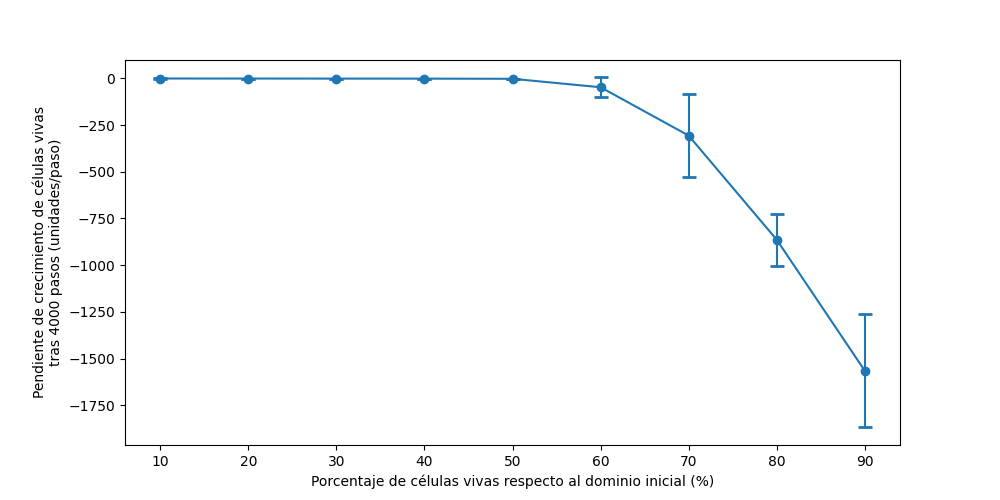 Pendiente de crecimiento de células vivas
tras 4000 pasos (unidades/paso)
0
−250
−500
−750
−1000
−1250
−1500
−1750
10 20 30 40 50 60 70 80 90
Porcentaje de células vivas respecto al dominio inicial (%)